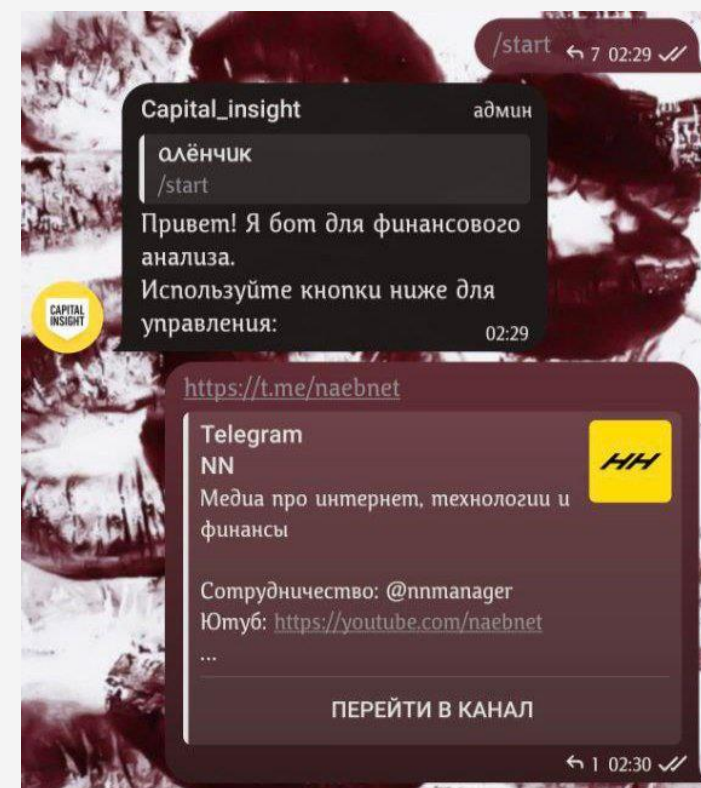 /start
7 02:29
Capital_insight админ
алёнчик
/start
Привет! Я бот для финансового
анализа.
Используйте кнопки ниже для
управления:
02:29
CAPITAL
INSIGHT
https://t.me/naebnet
Telegram
NN
HH
Медиа про интернет, технологии и
финансы
Сотрудничество: @nnmanager
Ютуб: https://youtube.com/naebnet
...
ПЕРЕЙТИ В КАНАЛ
1 02:30